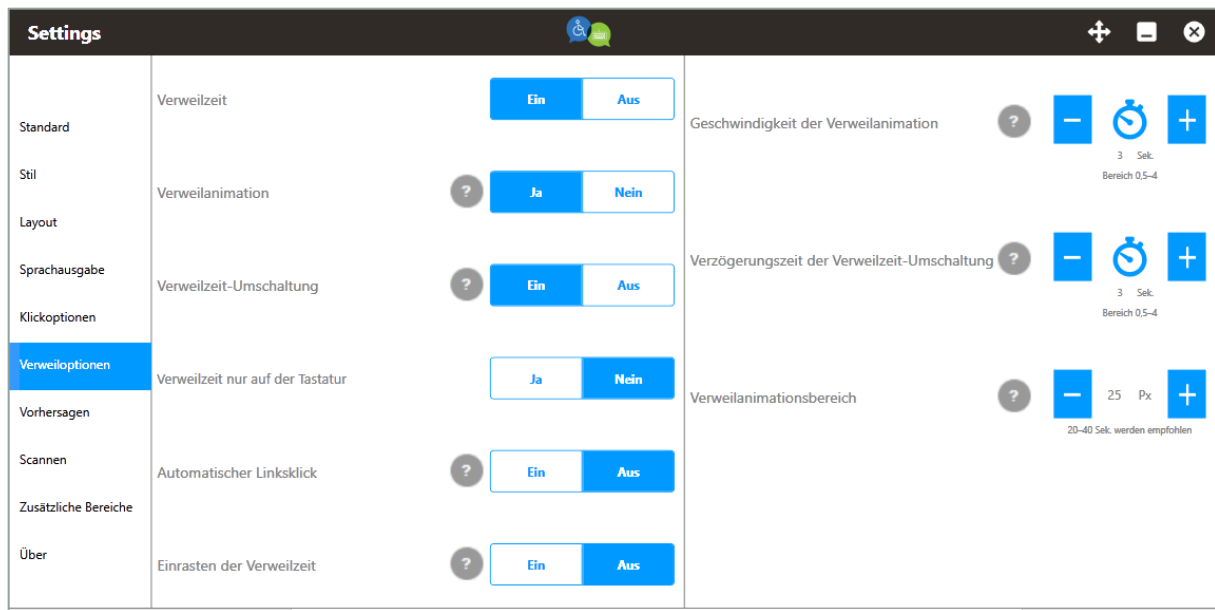 Settings
Standard
Stil
Layout
Sprachausgabe
Klickoptionen
Verweiloptionen
Vorhersagen
Scannen
Zusätzliche Bereiche
Über
Verweilzeit
Ein Aus
Verweilanimation ? Ja Nein
Verweilzeit-Umschaltung ? Ein Aus
Verweilzeit nur auf der Tastatur Ja Nein
Automatischer Linksklick ? Ein Aus
Einrasten der Verweilzeit ? Ein Aus
Geschwindigkeit der Verweilanimation ? − +
3 Sek.
Bereich 0,5–4
Verzögerungszeit der Verweilzeit-Umschaltung ? − +
3 Sek.
Bereich 0,5–4
Verweilanimationsbereich ? − 25 Px +
20–40 Sek. werden empfohlen